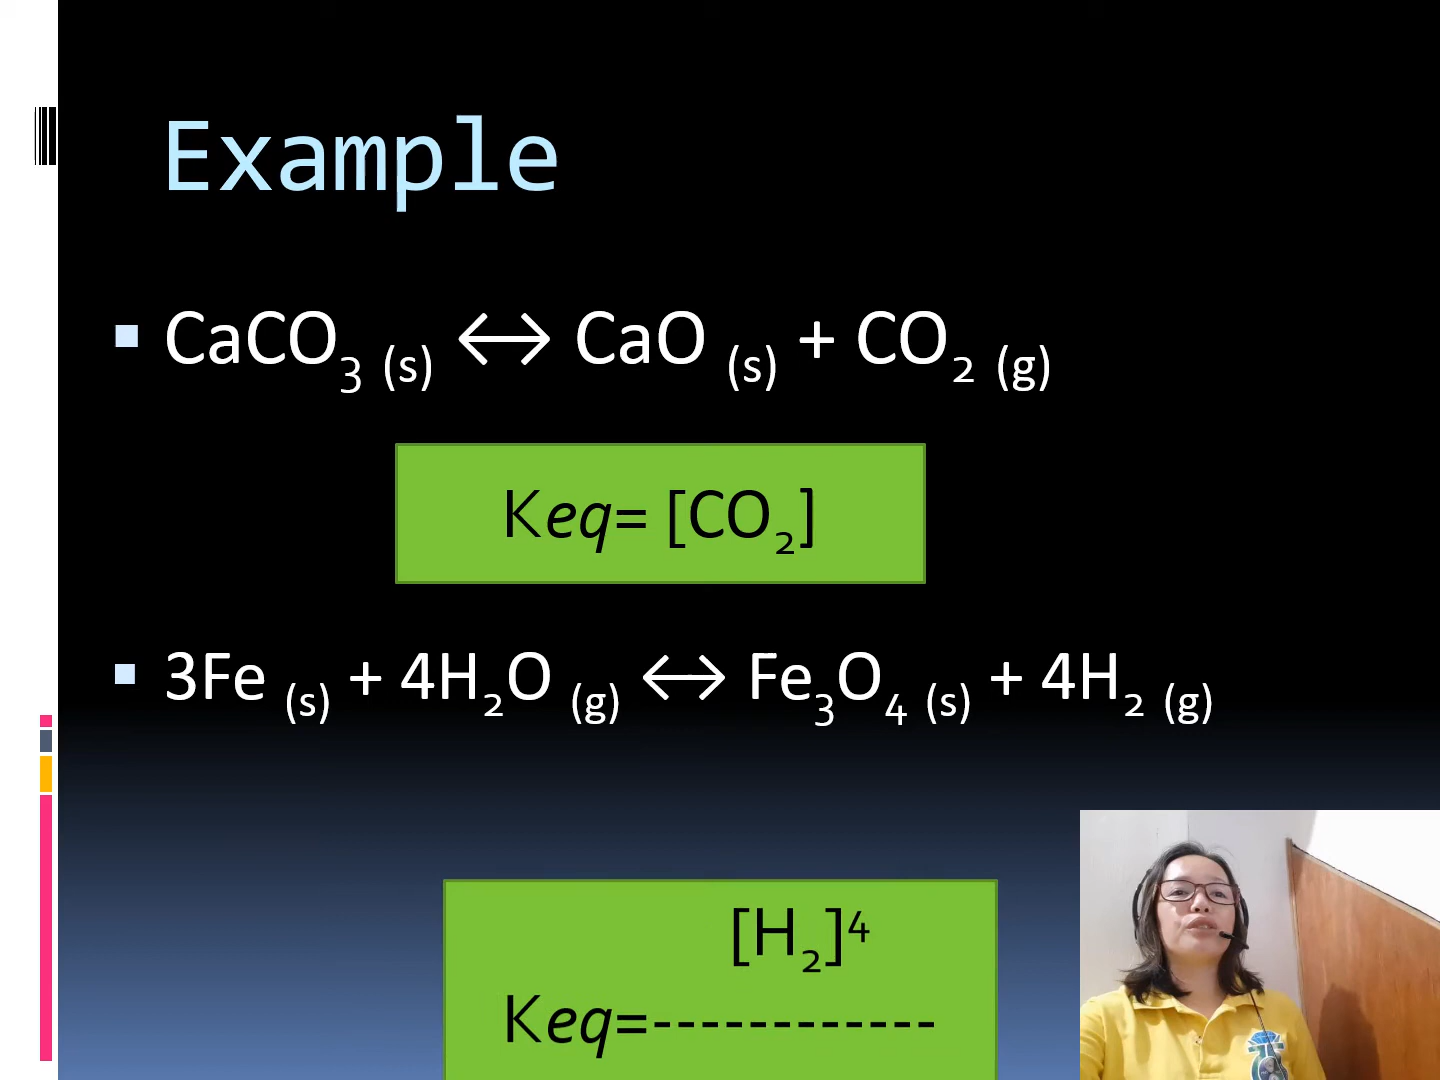 Example
CaCO₃ (s) ↔ CaO (s) + CO₂ (g)
Keq= [CO₂]
3Fe (s) + 4H₂O (g) ↔ Fe₃O₄ (s) + 4H₂ (g)
[H₂]⁴
Keq=------------